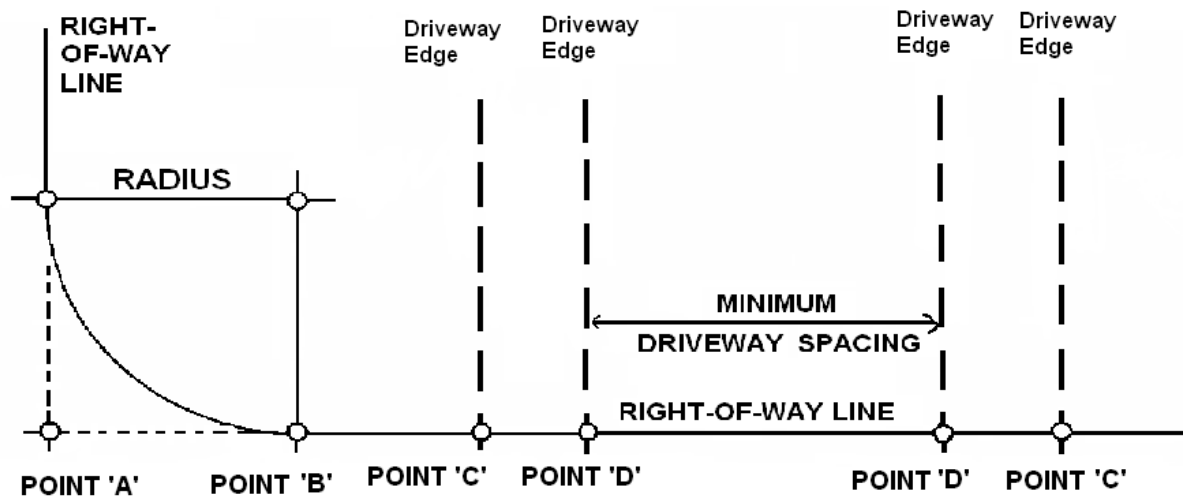 RIGHT-
OF-WAY
LINE
Driveway
Edge
Driveway
Edge
Driveway
Edge
Driveway
Edge
RADIUS
MINIMUM
DRIVEWAY SPACING
RIGHT-OF-WAY LINE
POINT 'A'
POINT 'B'
POINT 'C'
POINT 'D'
POINT 'D'
POINT 'C'